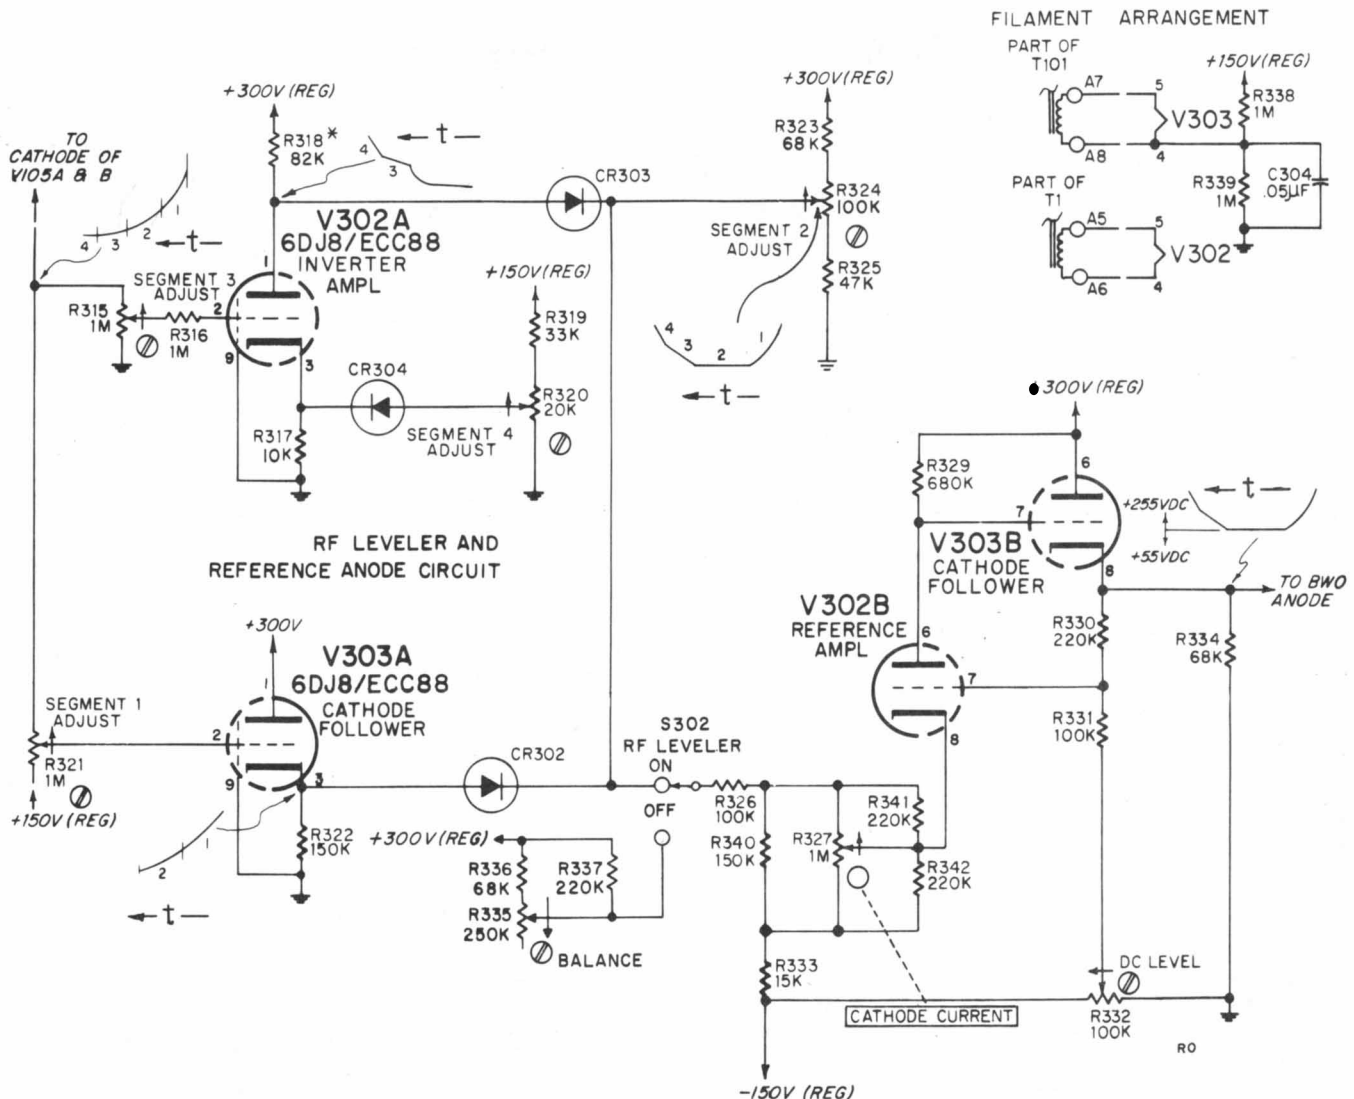 FILAMENT ARRANGEMENT
PART OF
T101
A7
5
+150V(REG)
R338
1M
V303
A8
4
R339
1M
C304
.05µF
PART OF
T1
A5
5
V302
A6
4
+300V(REG)
R318*
82K
t
4
3
TO
CATHODE OF
V105A & B
4
3
2
1
t
V302A
6DJ8/ECC88
INVERTER
AMPL
1
CR303
+300V(REG)
R323
68K
R324
100K
SEGMENT 2
ADJUST
R325
47K
4
3
2
1
t
SEGMENT 3
ADJUST
R315
1M
R316
1M
2
9
3
+150V(REG)
R319
33K
R320
20K
CR304
SEGMENT 4
ADJUST
R317
10K
RF LEVELER AND
REFERENCE ANODE CIRCUIT
300V(REG)
R329
680K
6
7
8
V303B
CATHODE
FOLLOWER
+255VDC
+55VDC
t
TO BWO
ANODE
V302B
REFERENCE
AMPL
6
7
8
R330
220K
R334
68K
R331
100K
+300V
1
V303A
6DJ8/ECC88
CATHODE
FOLLOWER
SEGMENT 1
ADJUST
R321
1M
+150V(REG)
2
9
3
CR302
R322
150K
1
2
t
S302
RF LEVELER
ON
OFF
R326
100K
R340
150K
R327
1M
R341
220K
R342
220K
+300V(REG)
R336
68K
R337
220K
R335
250K
BALANCE
R333
15K
CATHODE CURRENT
DC LEVEL
R332
100K
RO
-150V (REG)